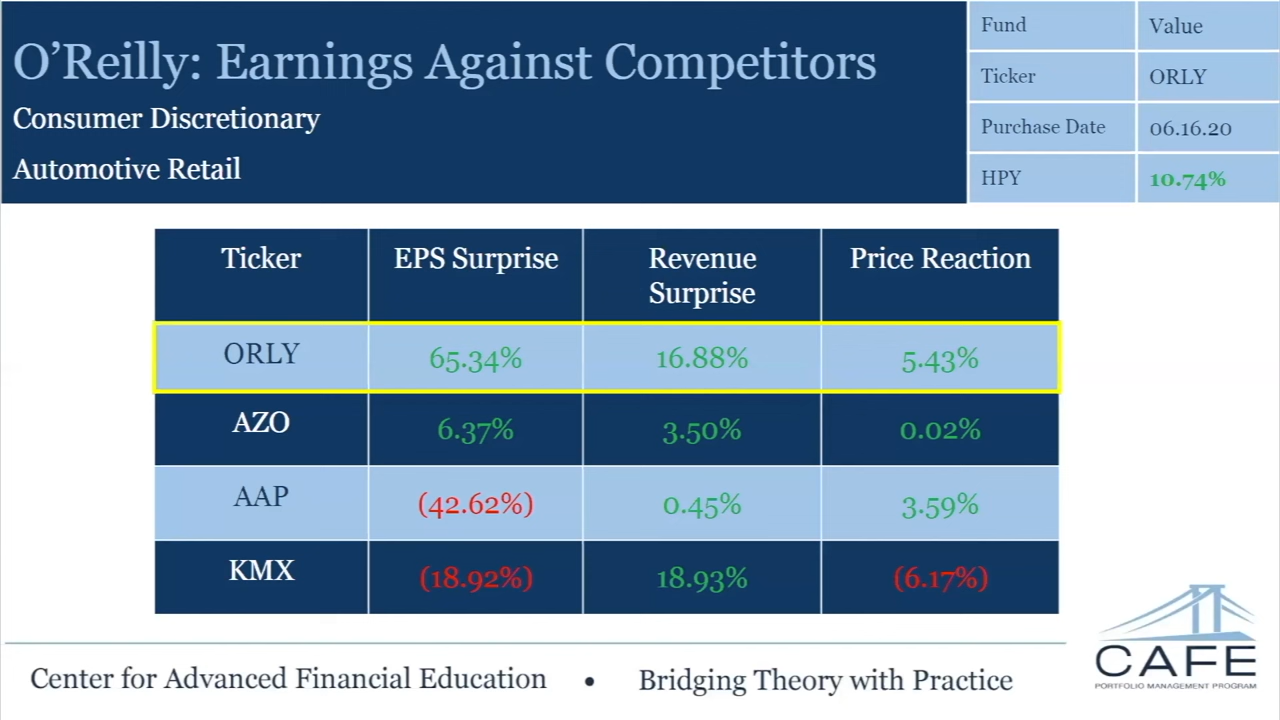 O'Reilly: Earnings Against Competitors
Consumer Discretionary
Automotive Retail
Fund Value
Ticker ORLY
Purchase Date 06.16.20
HPY 10.74%
Ticker EPS Surprise Revenue Surprise Price Reaction
ORLY 65.34% 16.88% 5.43%
AZO 6.37% 3.50% 0.02%
AAP (42.62%) 0.45% 3.59%
KMX (18.92%) 18.93% (6.17%)
Center for Advanced Financial Education • Bridging Theory with Practice
CAFE
PORTFOLIO MANAGEMENT PROGRAM